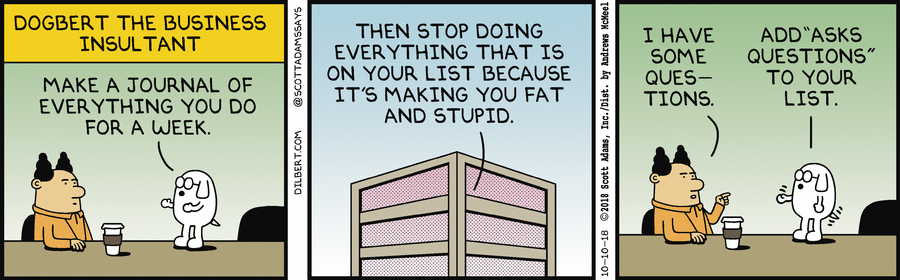 DOGBERT THE BUSINESS
INSULTANT
MAKE A JOURNAL OF
EVERYTHING YOU DO
FOR A WEEK.
DILBERT.COM @SCOTTADAMSSAYS
THEN STOP DOING
EVERYTHING THAT IS
ON YOUR LIST BECAUSE
IT'S MAKING YOU FAT
AND STUPID.
10-10-18 ©2018 Scott Adams, Inc./Dist. by Andrews McMeel
I HAVE
SOME
QUES-
TIONS.
ADD "ASKS
QUESTIONS"
TO YOUR
LIST.